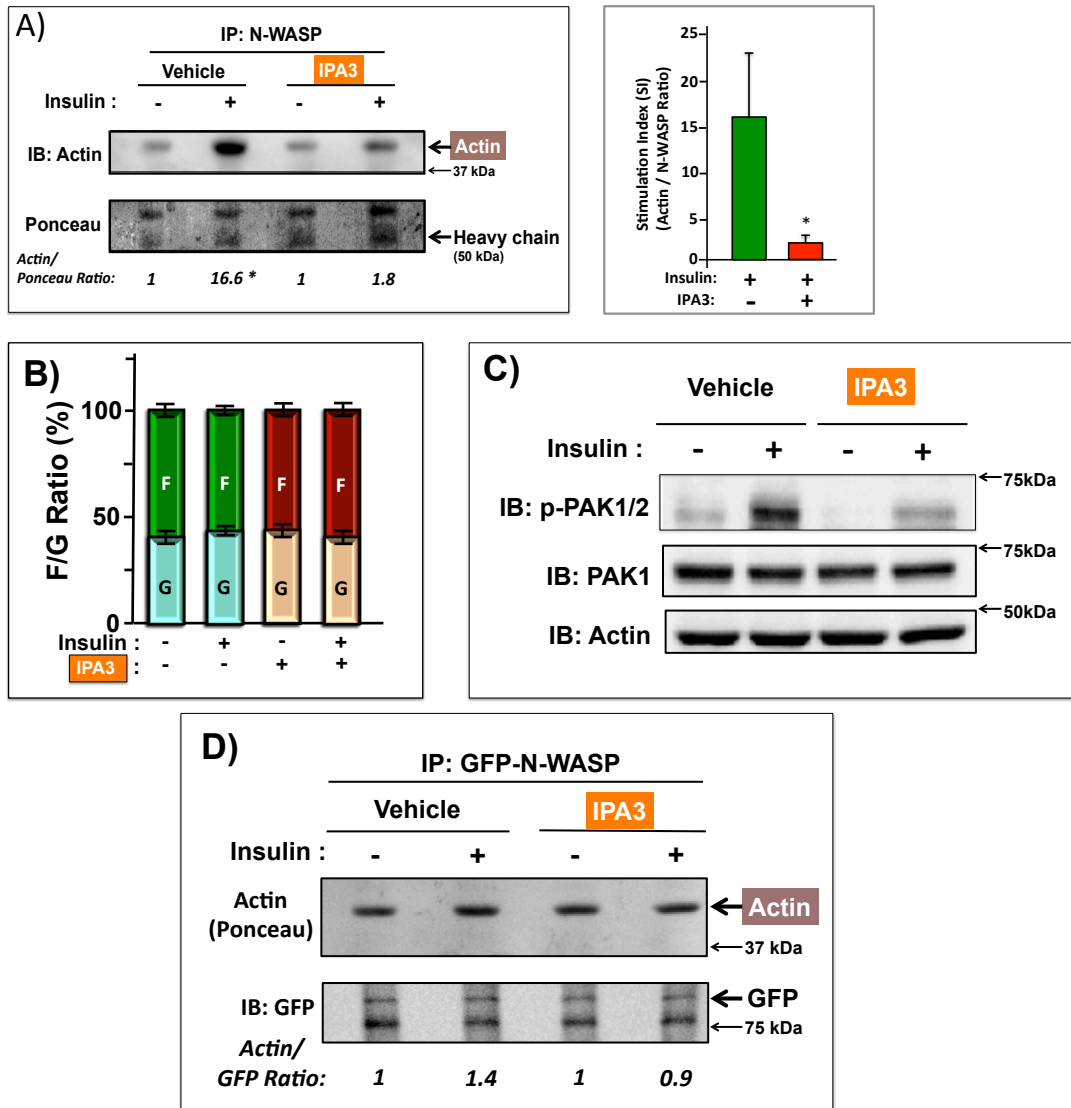 A)
IP: N-WASP
Vehicle IPA3
Insulin : - + - +
IB: Actin
Actin
37 kDa
Ponceau
Heavy chain
(50 kDa)
Actin/
Ponceau Ratio: 1 16.6 * 1 1.8
Stimulation Index (SI)
(Actin / N-WASP Ratio)
25
20
15
10
5
0
*
Insulin: + +
IPA3: - +
B)
F/G Ratio (%)
100
50
0
F F F F
G G G G
Insulin : - + - +
IPA3 : - - + +
C)
Vehicle IPA3
Insulin : - + - +
75kDa
IB: p-PAK1/2
75kDa
IB: PAK1
50kDa
IB: Actin
D)
IP: GFP-N-WASP
Vehicle IPA3
Insulin : - + - +
Actin
(Ponceau)
Actin
37 kDa
IB: GFP
GFP
75 kDa
Actin/
GFP Ratio: 1 1.4 1 0.9